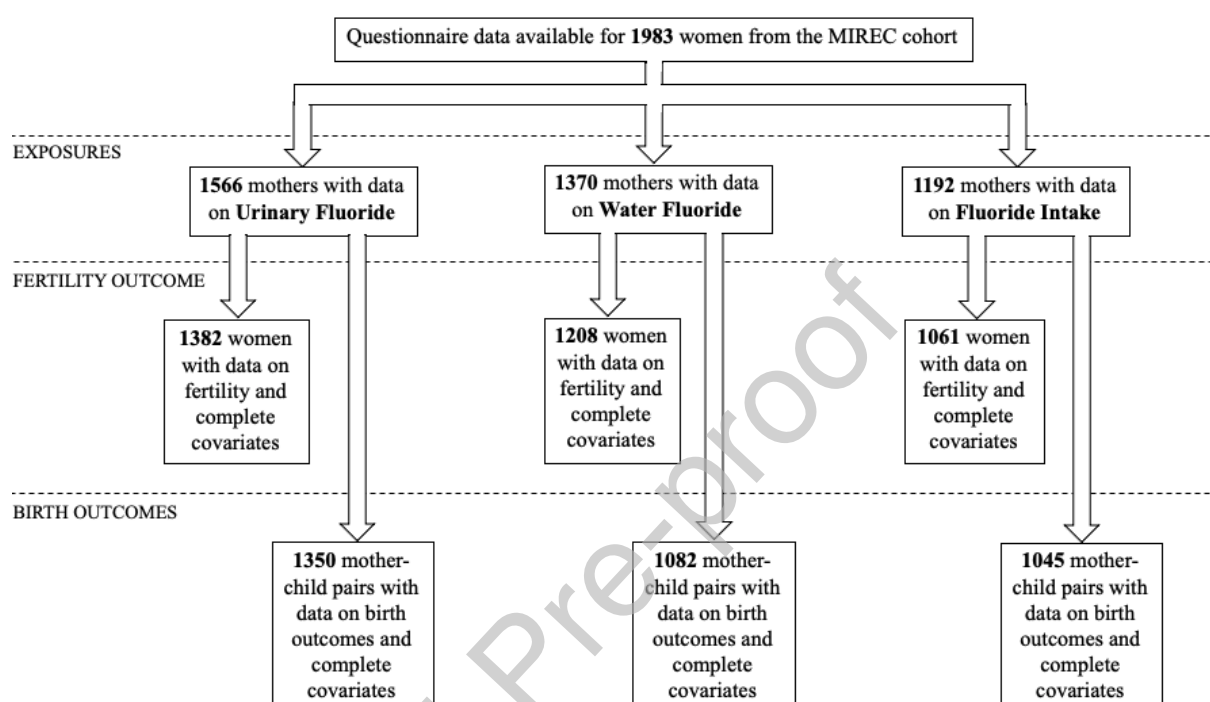 Questionnaire data available for 1983 women from the MIREC cohort
EXPOSURES
1566 mothers with data
on Urinary Fluoride
1370 mothers with data
on Water Fluoride
1192 mothers with data
on Fluoride Intake
FERTILITY OUTCOME
1382 women
with data on
fertility and
complete
covariates
1208 women
with data on
fertility and
complete
covariates
1061 women
with data on
fertility and
complete
covariates
BIRTH OUTCOMES
1350 mother-
child pairs with
data on birth
outcomes and
complete
covariates
1082 mother-
child pairs with
data on birth
outcomes and
complete
covariates
1045 mother-
child pairs with
data on birth
outcomes and
complete
covariates
Pre-proof